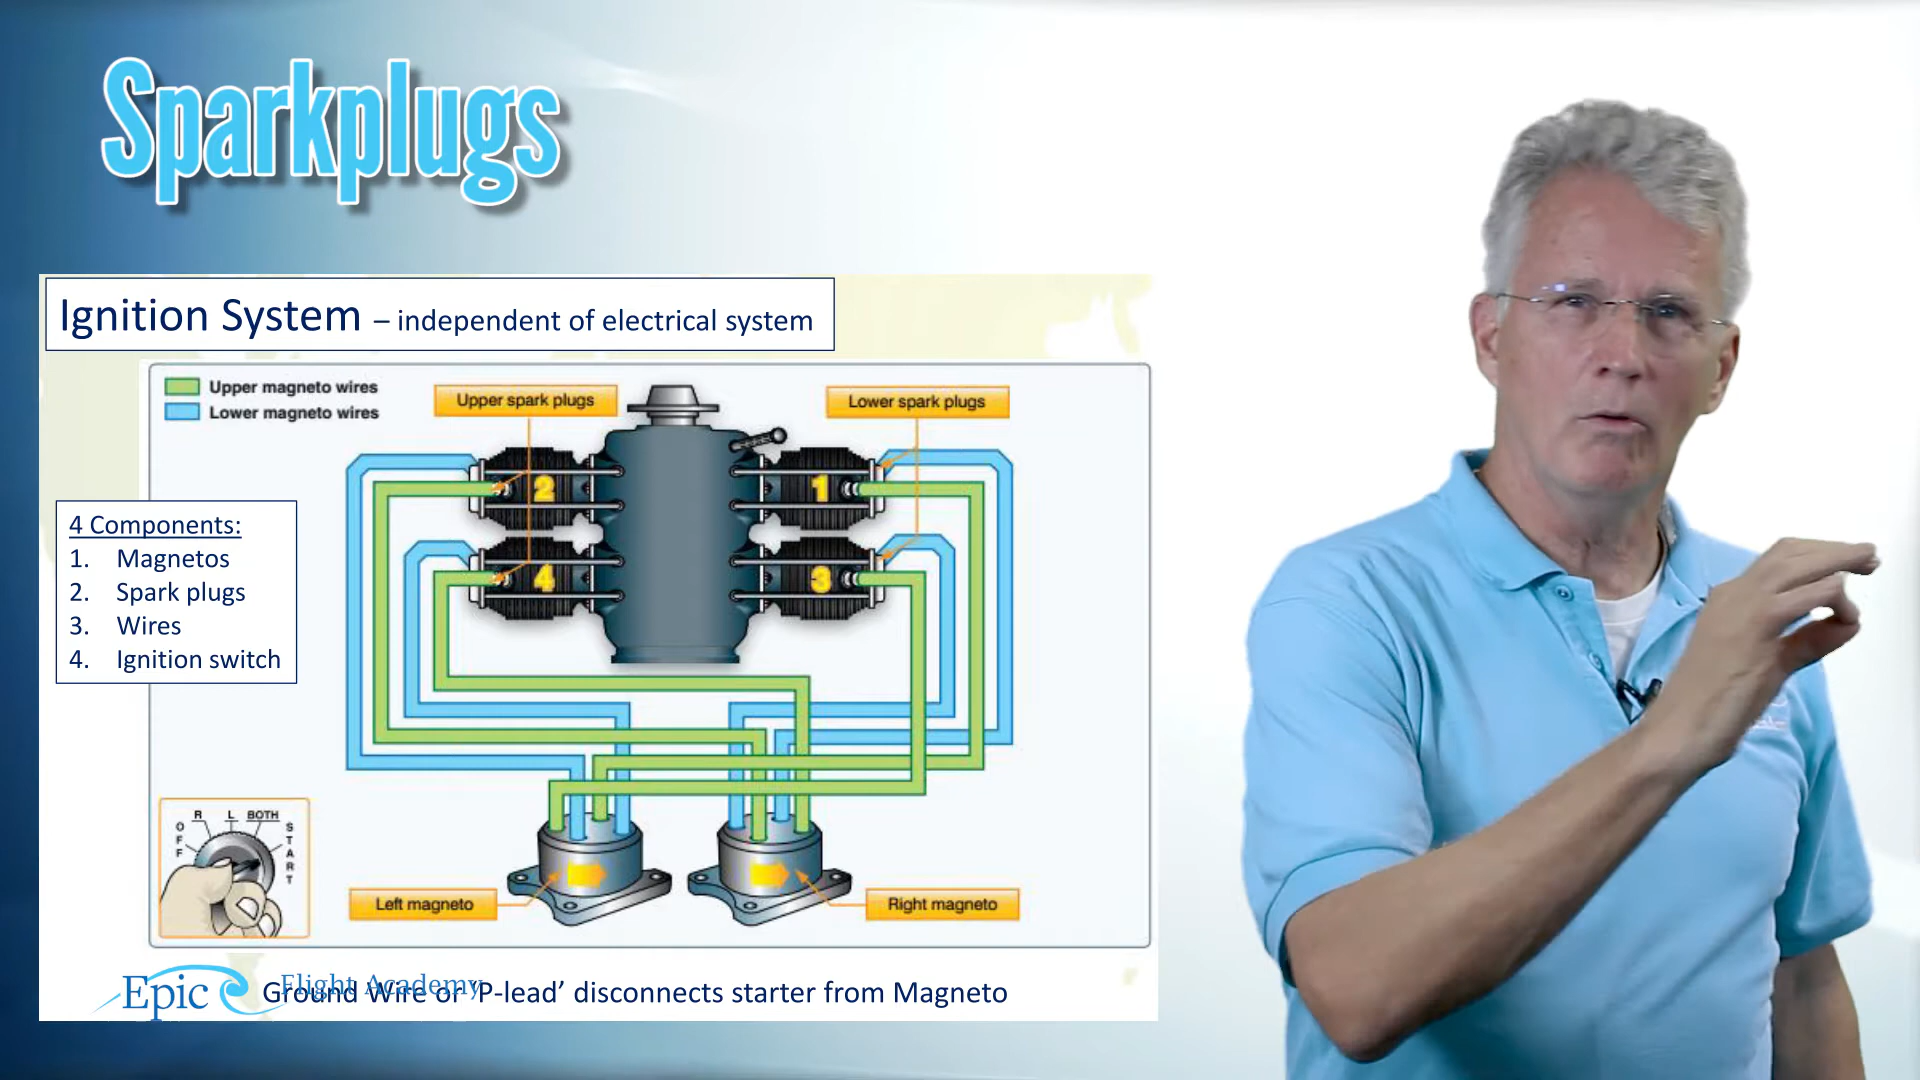 Sparkplugs
Ignition System – independent of electrical system
Upper magneto wires
Lower magneto wires
Upper spark plugs
Lower spark plugs
2
1
4
3
4 Components:
1. Magnetos
2. Spark plugs
3. Wires
4. Ignition switch
OFF
R
L
BOTH
START
Left magneto
Right magneto
Epic Flight Academy
Ground Wire or ‘P-lead’ disconnects starter from Magneto